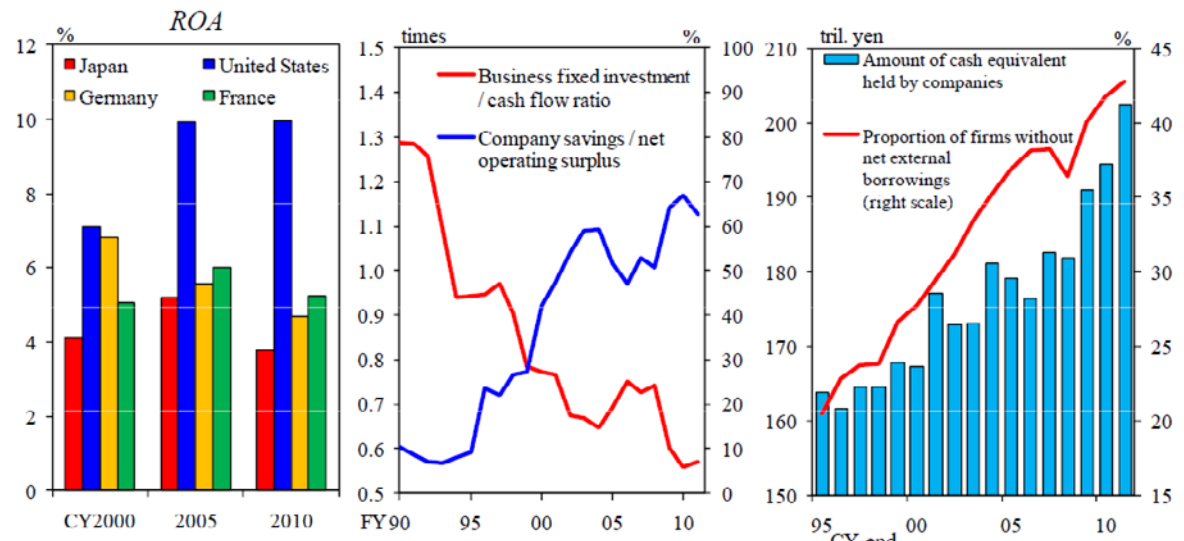 ROA
%
12
10
8
6
4
2
0
Japan
United States
Germany
France
CY2000 2005 2010
times
%
1.5
1.4
1.3
1.2
1.1
1.0
0.9
0.8
0.7
0.6
0.5
Business fixed investment
/ cash flow ratio
Company savings / net
operating surplus
100
90
80
70
60
50
40
30
20
10
0
FY90 95 00 05 10
tril. yen
%
210
200
190
180
170
160
150
Amount of cash equivalent
held by companies
Proportion of firms without
net external
borrowings
(right scale)
45
40
35
30
25
20
15
95 00 05 10
CY-end